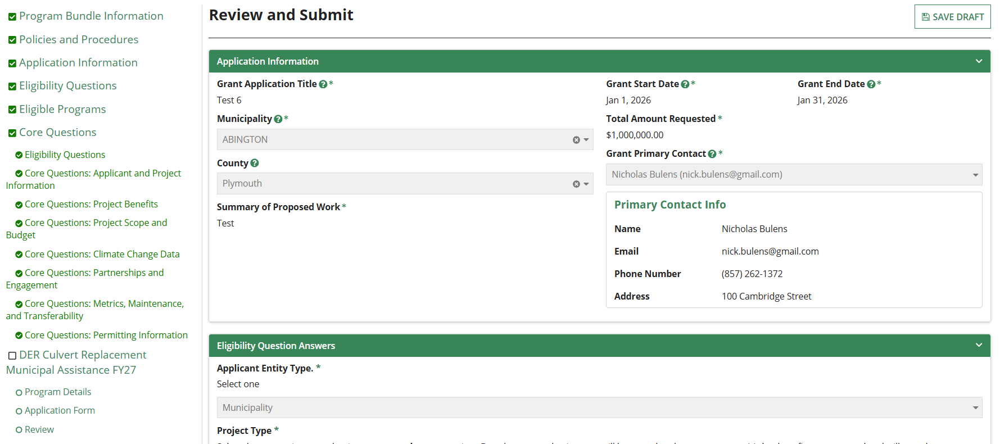 Program Bundle Information
Policies and Procedures
Application Information
Eligibility Questions
Eligible Programs
Core Questions
Eligibility Questions
Core Questions: Applicant and Project
Information
Core Questions: Project Benefits
Core Questions: Project Scope and
Budget
Core Questions: Climate Change Data
Core Questions: Partnerships and
Engagement
Core Questions: Metrics, Maintenance,
and Transferability
Core Questions: Permitting Information
DER Culvert Replacement
Municipal Assistance FY27
Program Details
Application Form
Review
Review and Submit
SAVE DRAFT
Application Information
Grant Application Title ? *
Test 6
Municipality ? *
ABINGTON
County ?
Plymouth
Summary of Proposed Work *
Test
Grant Start Date ? *
Jan 1, 2026
Grant End Date ? *
Jan 31, 2026
Total Amount Requested *
$1,000,000.00
Grant Primary Contact ? *
Nicholas Bulens (nick.bulens@gmail.com)
Primary Contact Info
Name Nicholas Bulens
Email nick.bulens@gmail.com
Phone Number (857) 262-1372
Address 100 Cambridge Street
Eligibility Question Answers
Applicant Entity Type. *
Select one
Municipality
Project Type *